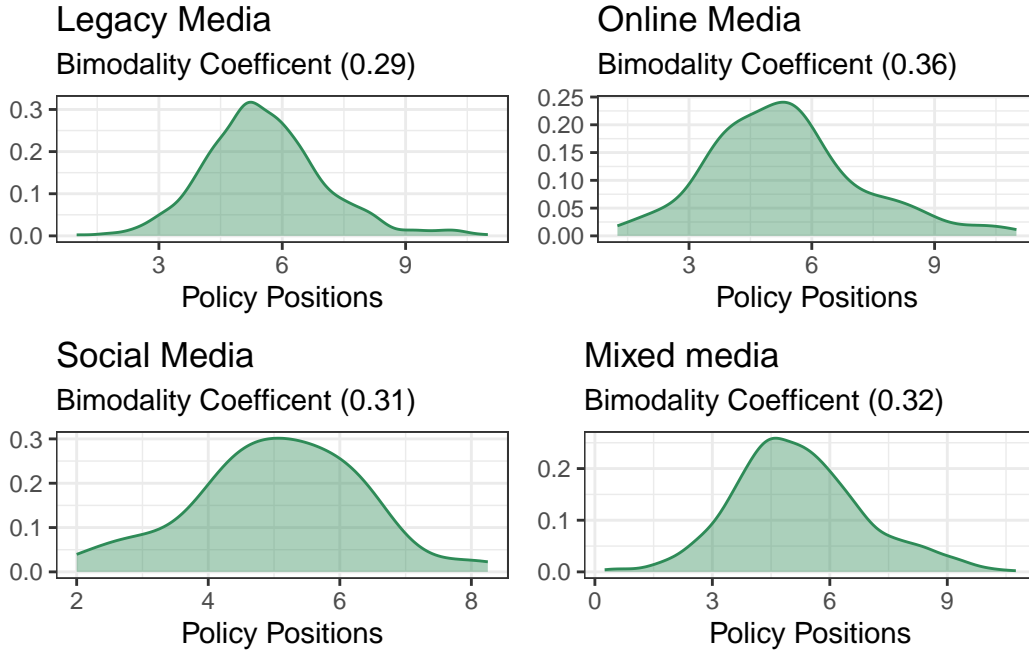 Legacy Media
Bimodality Coefficent (0.29)
0.3
0.2
0.1
0.0
3 6 9
Policy Positions
Online Media
Bimodality Coefficent (0.36)
0.25
0.20
0.15
0.10
0.05
0.00
3 6 9
Policy Positions
Social Media
Bimodality Coefficent (0.31)
0.3
0.2
0.1
0.0
2 4 6 8
Policy Positions
Mixed media
Bimodality Coefficent (0.32)
0.2
0.1
0.0
0 3 6 9
Policy Positions